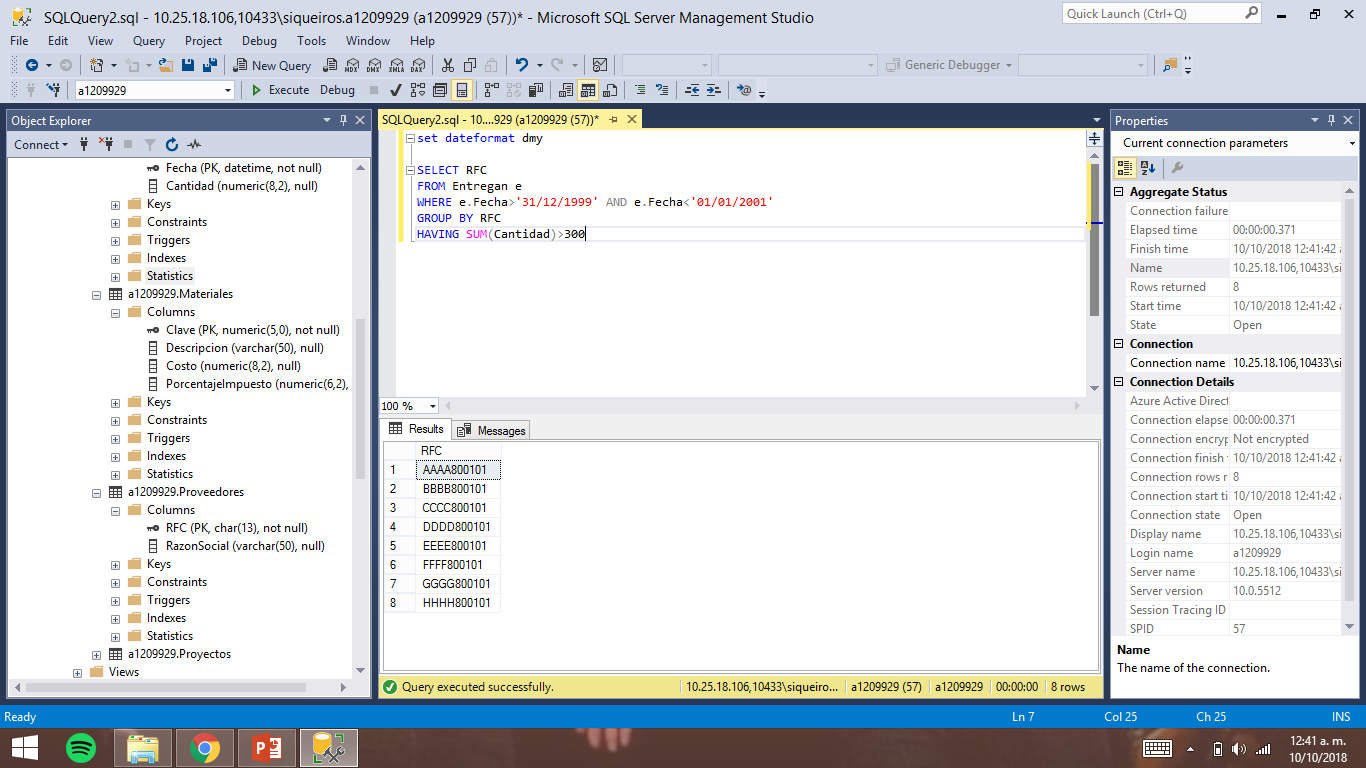 SQLQuery2.sql - 10.25.18.106,10433\siqueiros.a1209929 (a1209929 (57))* - Microsoft SQL Server Management Studio
Quick Launch (Ctrl+Q)
File Edit View Query Project Debug Tools Window Help
New Query
MDX DMX XMLA DAX
Generic Debugger
a1209929
Execute Debug
Object Explorer
Connect
Fecha (PK, datetime, not null)
Cantidad (numeric(8,2), null)
Keys
Constraints
Triggers
Indexes
Statistics
a1209929.Materiales
Columns
Clave (PK, numeric(5,0), not null)
Descripcion (varchar(50), null)
Costo (numeric(8,2), null)
PorcentajeImpuesto (numeric(6,2),
Keys
Constraints
Triggers
Indexes
Statistics
a1209929.Proveedores
Columns
RFC (PK, char(13), not null)
RazonSocial (varchar(50), null)
Keys
Constraints
Triggers
Indexes
Statistics
a1209929.Proyectos
Views
SQLQuery2.sql - 10....929 (a1209929 (57))*
set dateformat dmy
SELECT RFC
FROM Entregan e
WHERE e.Fecha>'31/12/1999' AND e.Fecha<'01/01/2001'
GROUP BY RFC
HAVING SUM(Cantidad)>300
100 %
Results Messages
RFC
1 AAAA800101
2 BBBB800101
3 CCCC800101
4 DDDD800101
5 EEEE800101
6 FFFF800101
7 GGGG800101
8 HHHH800101
Query executed successfully.
10.25.18.106,10433\siqueiro... a1209929 (57) a1209929 00:00:00 8 rows
Properties
Current connection parameters
Aggregate Status
Connection failure
Elapsed time 00:00:00.371
Finish time 10/10/2018 12:41:42 a
Name 10.25.18.106,10433\si
Rows returned 8
Start time 10/10/2018 12:41:42 a
State Open
Connection
Connection name 10.25.18.106,10433\si
Connection Details
Azure Active Direct
Connection elapse 00:00:00.371
Connection encryp Not encrypted
Connection finish 10/10/2018 12:41:42 a
Connection rows r 8
Connection start ti 10/10/2018 12:41:42 a
Connection state Open
Display name 10.25.18.106,10433\si
Login name a1209929
Server name 10.25.18.106,10433\si
Server version 10.0.5512
Session Tracing ID
SPID 57
Name
The name of the connection.
Ready
Ln 7 Col 25 Ch 25 INS
12:41 a. m.
10/10/2018